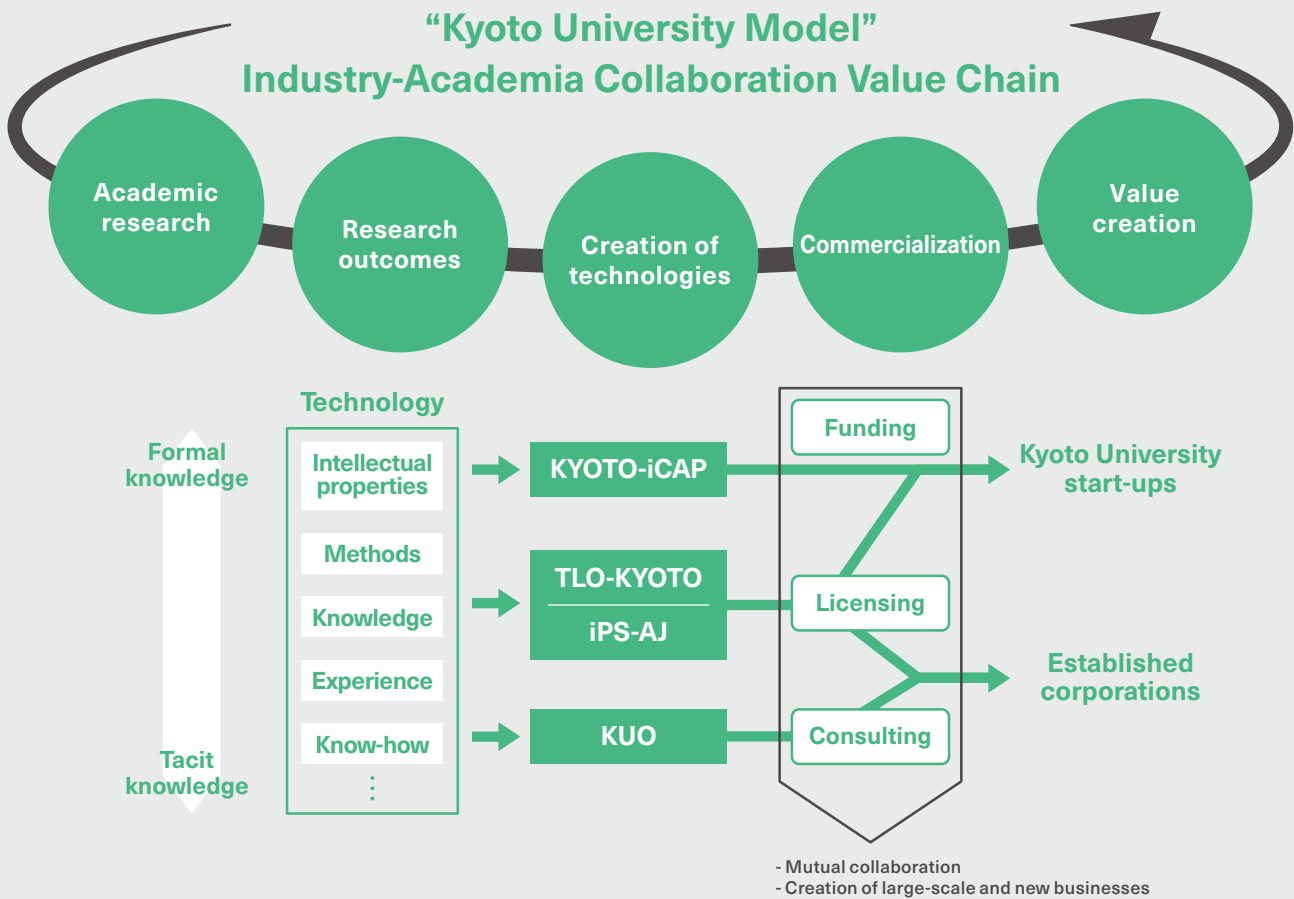 “Kyoto University Model”
Industry-Academia Collaboration Value Chain
Academic
research
Research
outcomes
Creation of
technologies
Commercialization
Value
creation
Technology
Formal
knowledge
Tacit
knowledge
Intellectual
properties
Methods
Knowledge
Experience
Know-how
⋮
KYOTO-iCAP
TLO-KYOTO
iPS-AJ
KUO
Funding
Licensing
Consulting
Kyoto University
start-ups
Established
corporations
- Mutual collaboration
- Creation of large-scale and new businesses